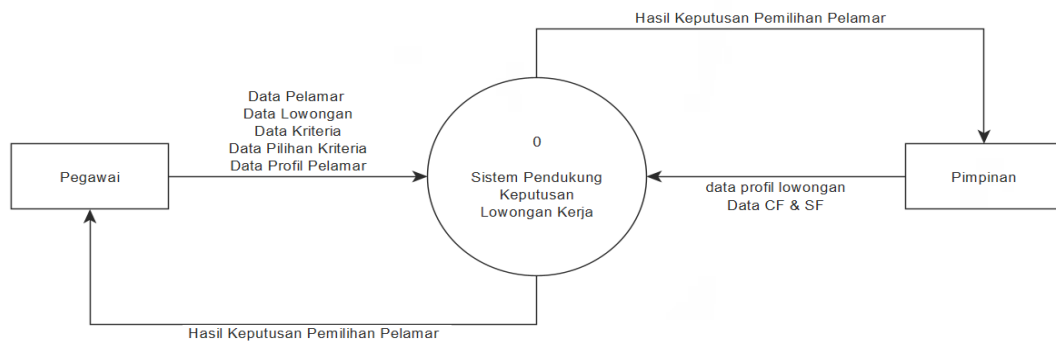 Hasil Keputusan Pemilihan Pelamar
Data Pelamar
Data Lowongan
Data Kriteria
Data Pilihan Kriteria
Data Profil Pelamar
Pegawai
0
Sistem Pendukung
Keputusan
Lowongan Kerja
data profil lowongan
Data CF & SF
Pimpinan
Hasil Keputusan Pemilihan Pelamar